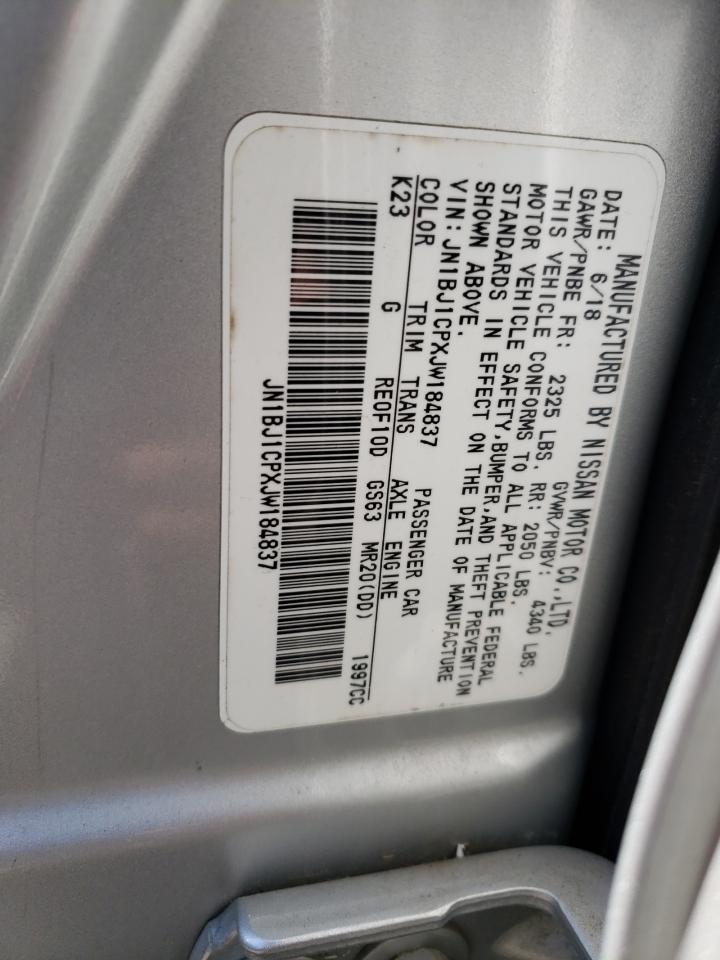 MANUFACTURED BY NISSAN MOTOR CO.,LTD.
DATE: 6/18 GVWR/PNBV: 4340 LBS.
GAWR/PNBE FR: 2325 LBS. RR: 2050 LBS.
THIS VEHICLE CONFORMS TO ALL APPLICABLE FEDERAL
MOTOR VEHICLE SAFETY,BUMPER,AND THEFT PREVENTION
STANDARDS IN EFFECT ON THE DATE OF MANUFACTURE
SHOWN ABOVE.
VIN: JN1BJ1CPXJW184837 PASSENGER CAR
COLOR TRIM TRANS AXLE ENGINE
K23 G RE0F10D GS63 MR20(DD) 1997CC
JN1BJ1CPXJW184837